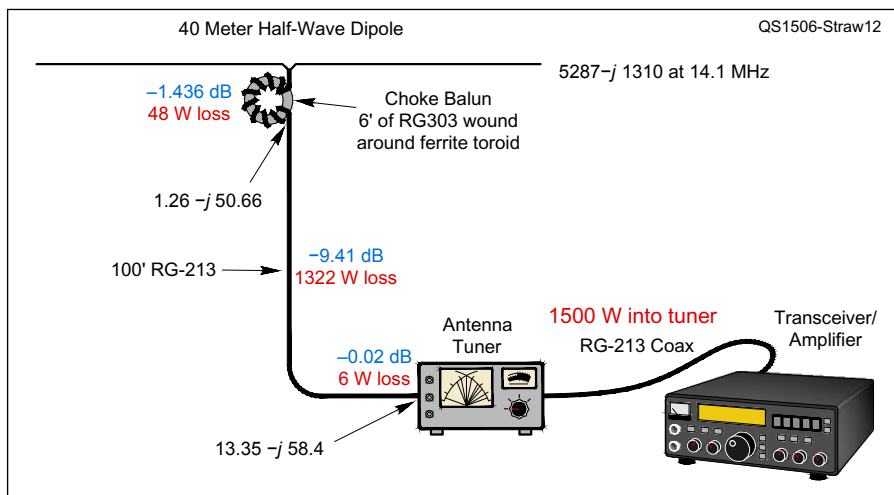 40 Meter Half-Wave Dipole
QS1506-Straw12
5287−j 1310 at 14.1 MHz
−1.436 dB
48 W loss
Choke Balun
6' of RG303 wound
around ferrite toroid
1.26 −j 50.66
100' RG-213
−9.41 dB
1322 W loss
1500 W into tuner
RG-213 Coax
Transceiver/
Amplifier
Antenna
Tuner
−0.02 dB
6 W loss
13.35 −j 58.4